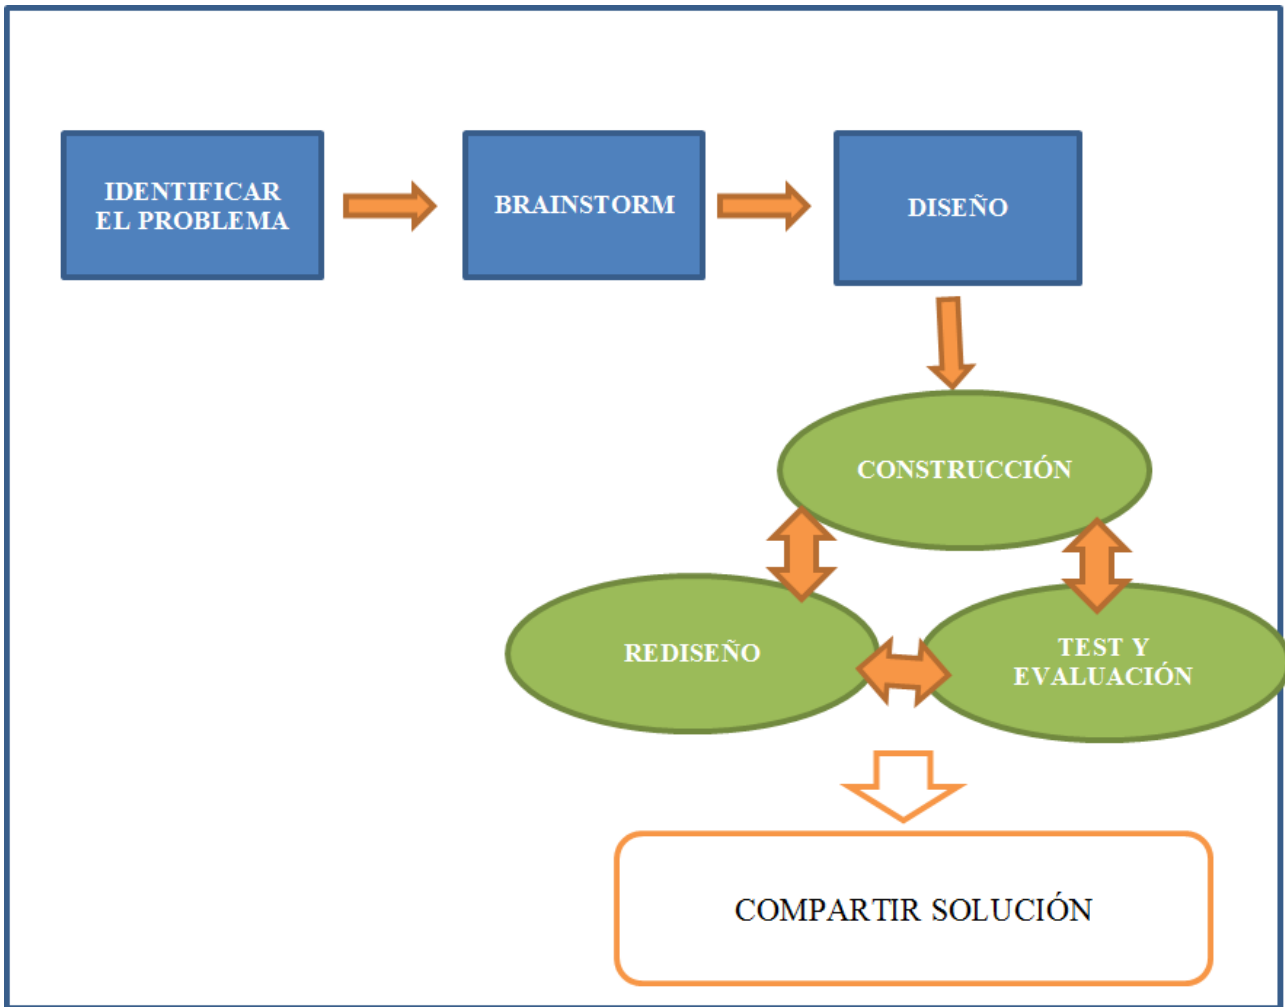 IDENTIFICAR
EL PROBLEMA
BRAINSTORM
DISEÑO
CONSTRUCCIÓN
REDISEÑO
TEST Y
EVALUACIÓN
COMPARTIR SOLUCIÓN